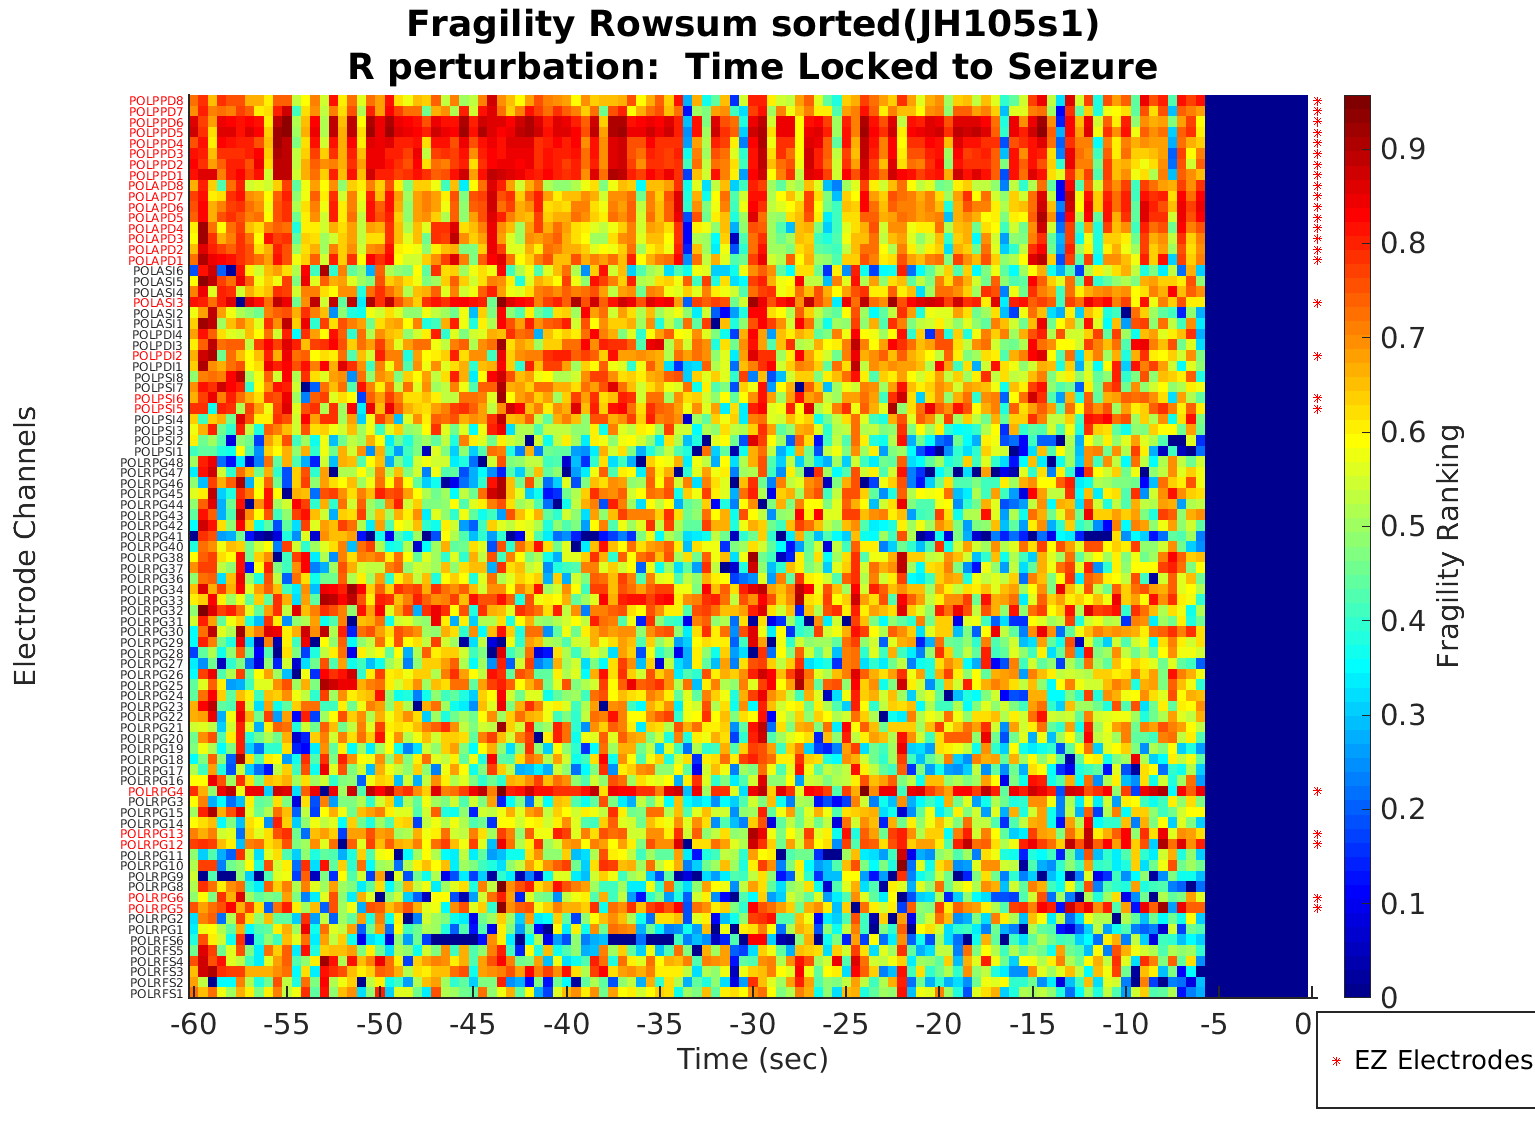 Fragility Rowsum sorted(JH105s1)
R perturbation: Time Locked to Seizure
Electrode Channels
POLPPD8
POLPPD7
POLPPD6
POLPPD5
POLPPD4
POLPPD3
POLPPD2
POLPPD1
POLAPD8
POLAPD7
POLAPD6
POLAPD5
POLAPD4
POLAPD3
POLAPD2
POLAPD1
POLASI6
POLASI5
POLASI4
POLASI3
POLASI2
POLASI1
POLPDI4
POLPDI3
POLPDI2
POLPDI1
POLPSI8
POLPSI7
POLPSI6
POLPSI5
POLPSI4
POLPSI3
POLPSI2
POLPSI1
POLRPG48
POLRPG47
POLRPG46
POLRPG45
POLRPG44
POLRPG43
POLRPG42
POLRPG41
POLRPG40
POLRPG38
POLRPG37
POLRPG36
POLRPG34
POLRPG33
POLRPG32
POLRPG31
POLRPG30
POLRPG29
POLRPG28
POLRPG27
POLRPG26
POLRPG25
POLRPG24
POLRPG23
POLRPG22
POLRPG21
POLRPG20
POLRPG19
POLRPG18
POLRPG17
POLRPG16
POLRPG4
POLRPG3
POLRPG15
POLRPG14
POLRPG13
POLRPG12
POLRPG11
POLRPG10
POLRPG9
POLRPG8
POLRPG6
POLRPG5
POLRPG2
POLRPG1
POLRFS6
POLRFS5
POLRFS4
POLRFS3
POLRFS2
POLRFS1
-60 -55 -50 -45 -40 -35 -30 -25 -20 -15 -10 -5 0
Time (sec)
0.9
0.8
0.7
0.6
0.5
0.4
0.3
0.2
0.1
0
Fragility Ranking
EZ Electrodes